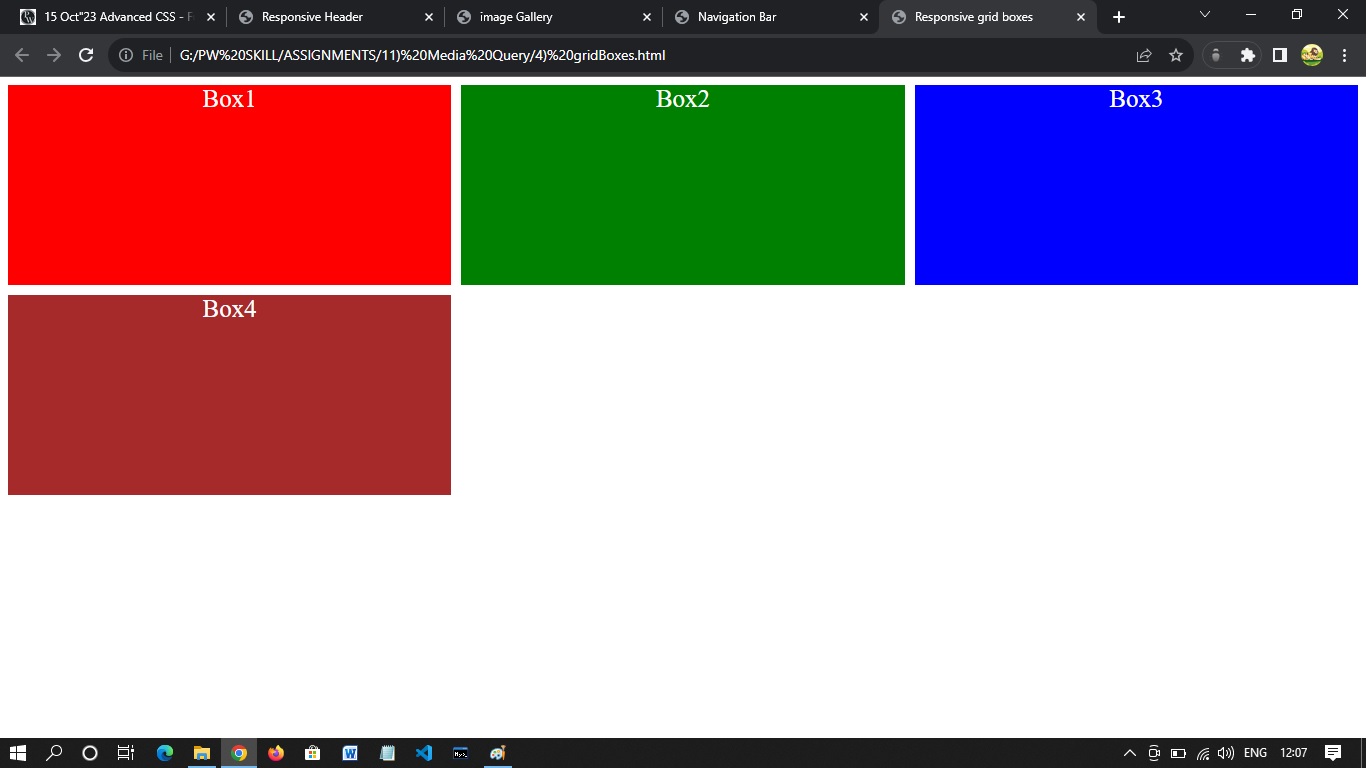 15 Oct"23 Advanced CSS - F
Responsive Header
image Gallery
Navigation Bar
Responsive grid boxes
File
G:/PW%20SKILL/ASSIGNMENTS/11)%20Media%20Query/4)%20gridBoxes.html
Box1
Box2
Box3
Box4
ENG
12:07